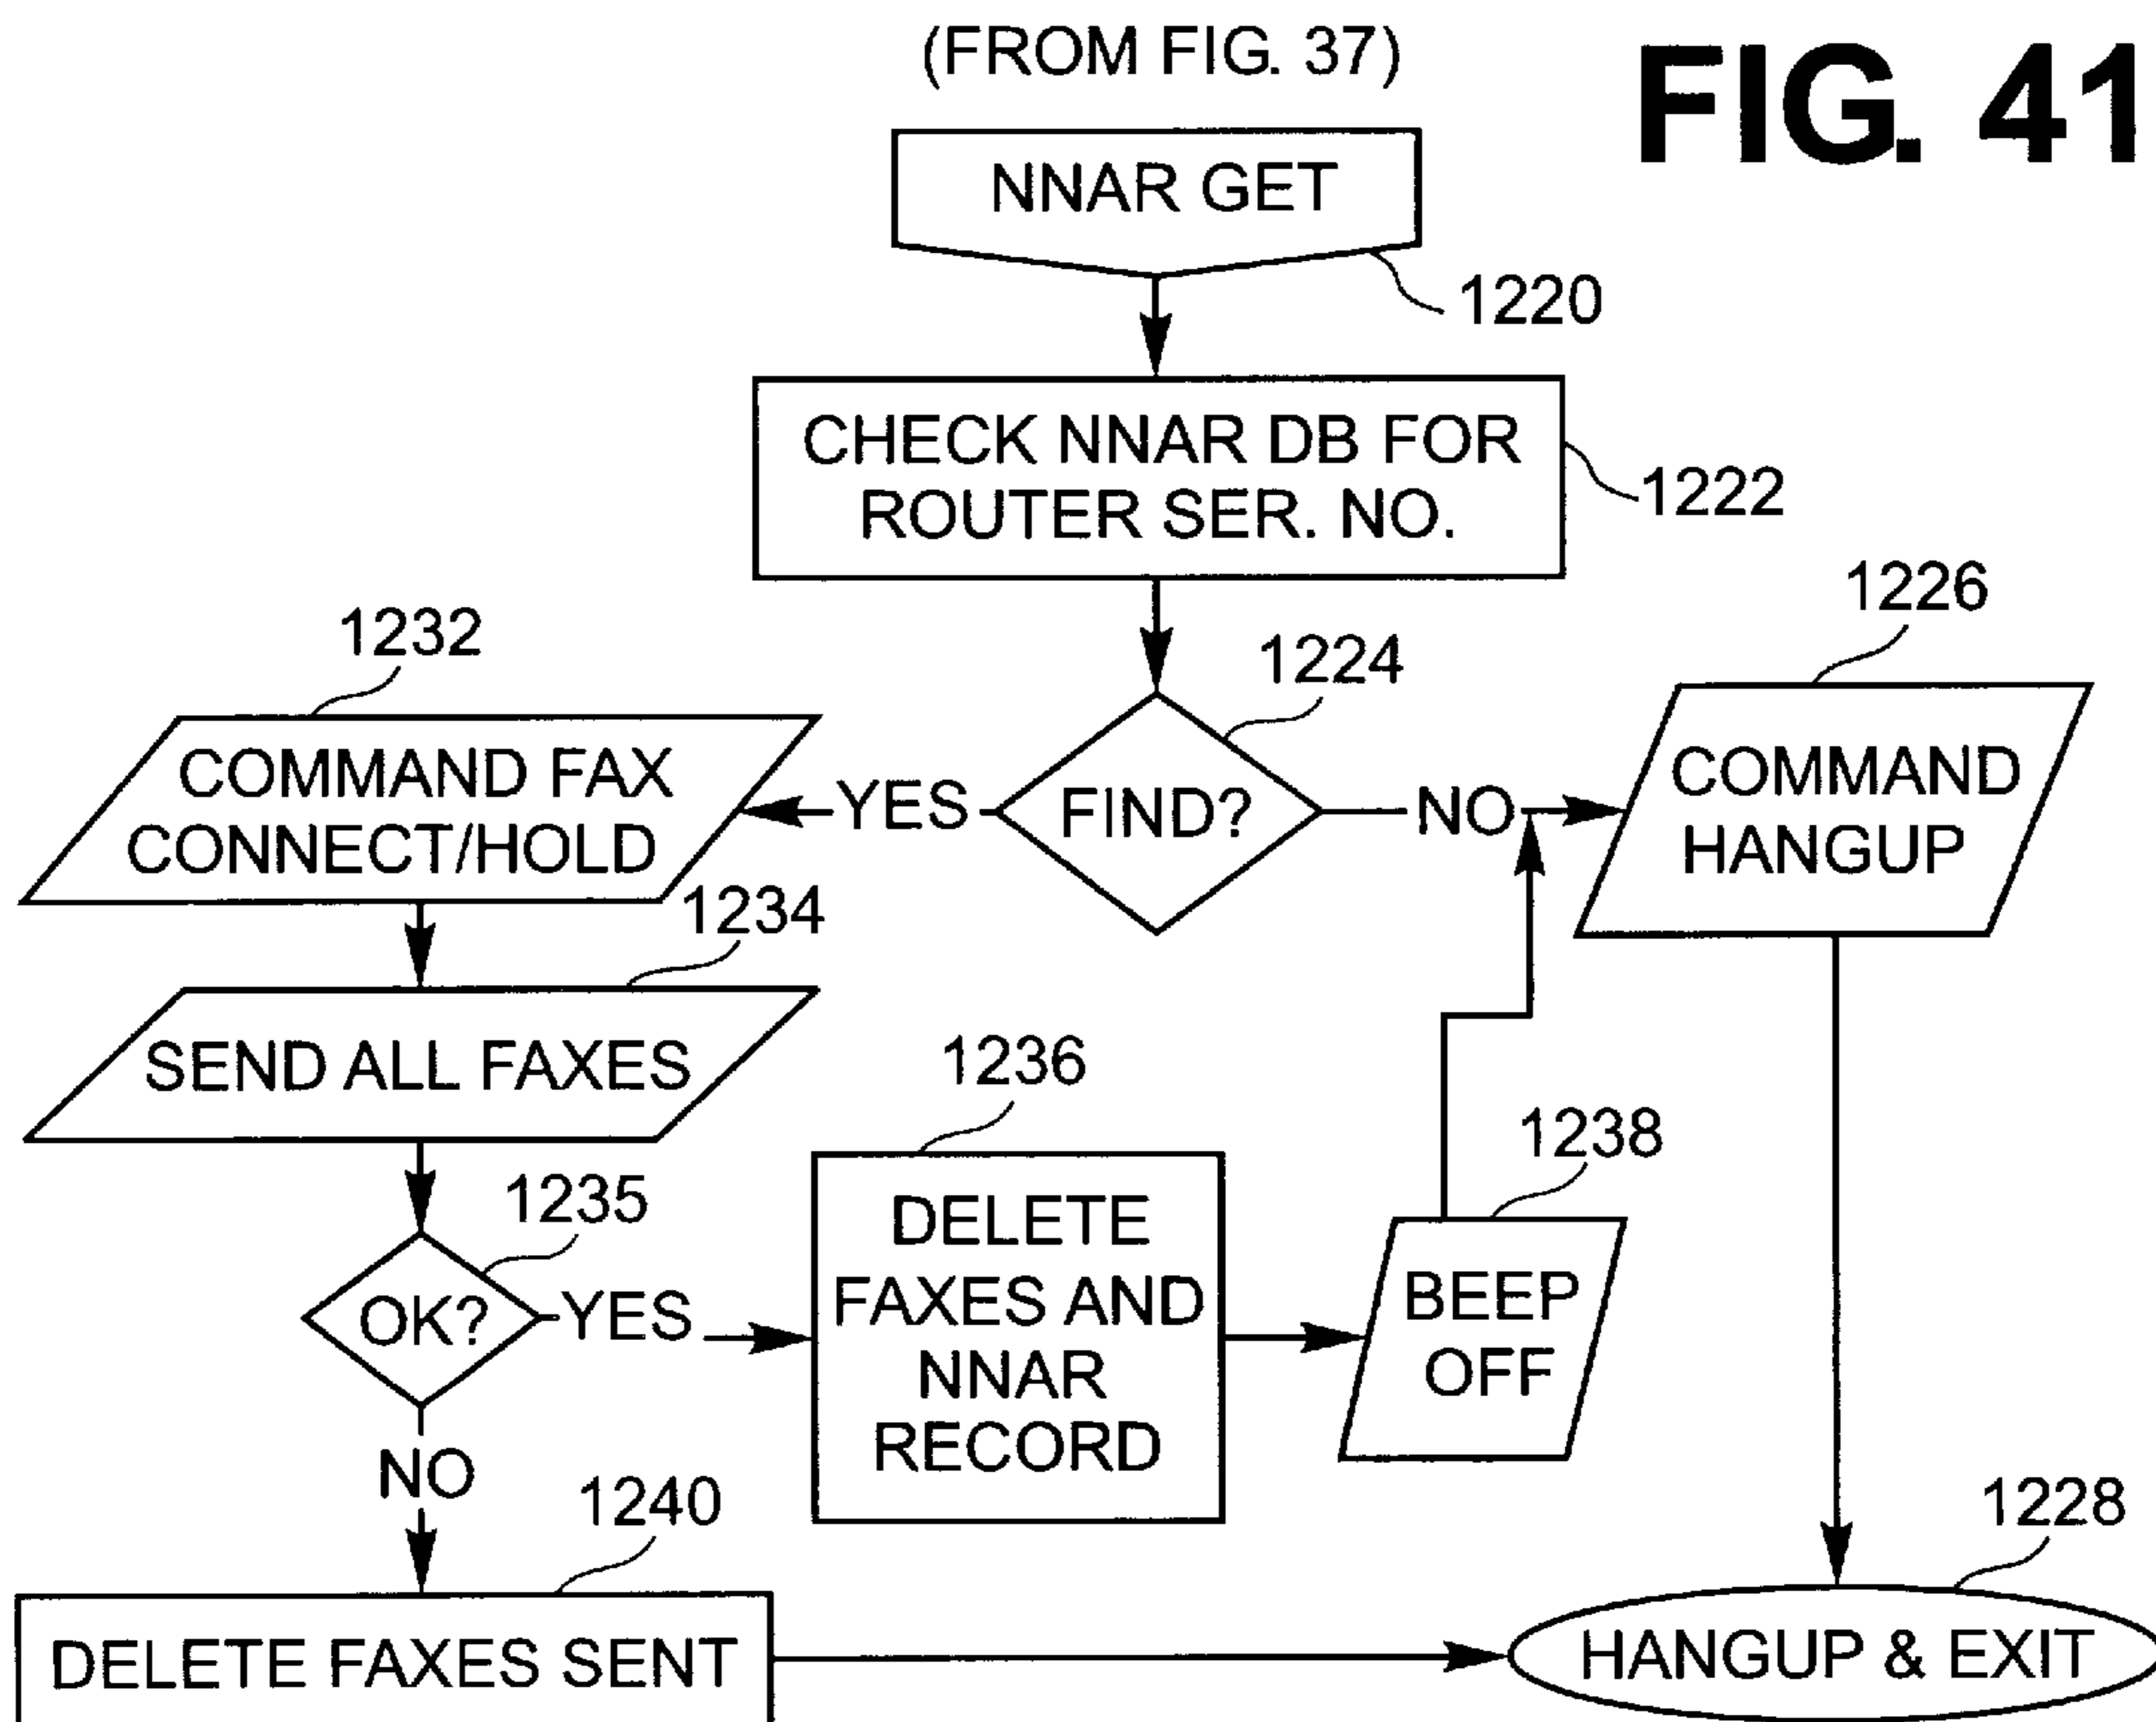 (FROM FIG. 37)
FIG. 41
NNAR GET
1220
CHECK NNAR DB FOR
ROUTER SER. NO.
1222
1226
1232
1224
COMMAND FAX
CONNECT/HOLD
YES
FIND?
NO
COMMAND
HANGUP
1234
SEND ALL FAXES
1236
1238
1235
OK?
YES
DELETE
FAXES AND
NNAR
RECORD
BEEP
OFF
NO
1240
1228
DELETE FAXES SENT
HANGUP & EXIT